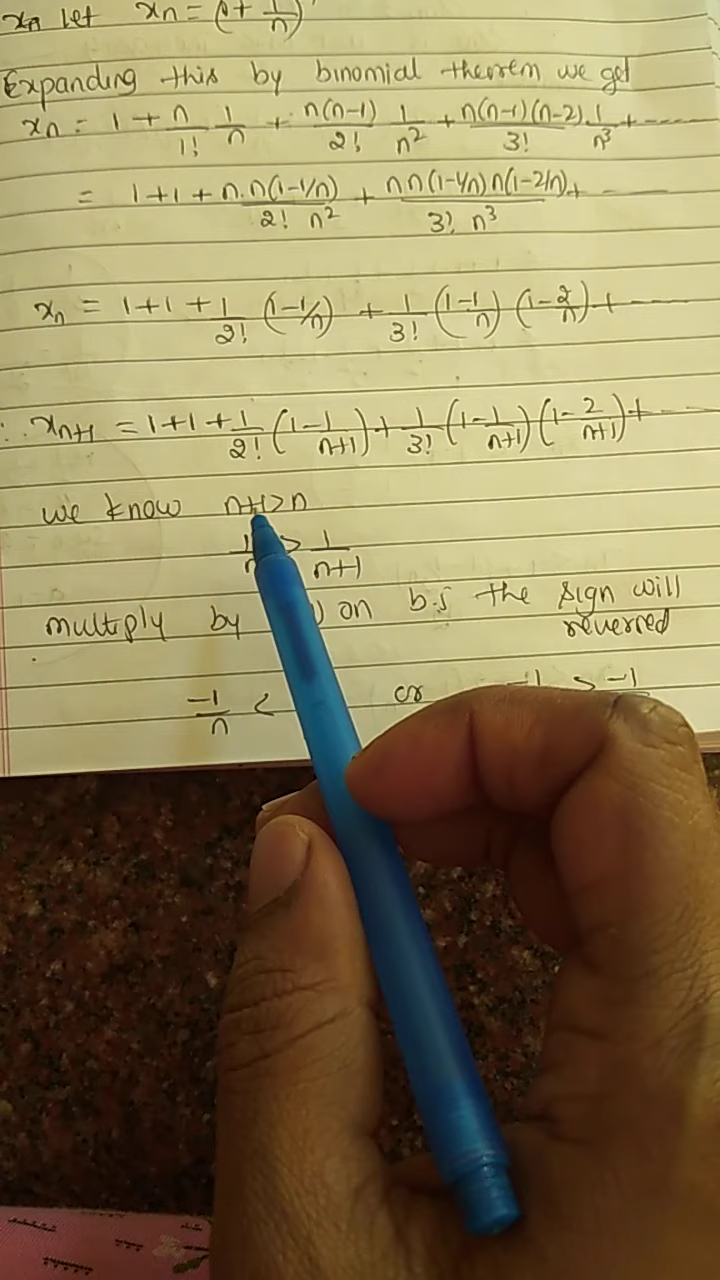 xn let xn = (1 + 1/n)
Expanding this by binomial theorem we get
xn = 1 + n/1! 1/n + n(n-1)/2! 1/n² + n(n-1)(n-2)/3! . 1/n³ + -----
= 1+1 + n.n(1-1/n)/2! n² + n n(1-1/n) n(1-2/n)/3! n³ + -----
xn = 1+1 + 1/2! (1-1/n) + 1/3! (1-1/n) (1-2/n) + -----
∴ xn+1 = 1+1+1/2! (1-1/n+1) + 1/3! (1-1/n+1) (1-2/n+1) + -----
we know n+1>n
1/n > 1/n+1
multiply by ) on b.s the sign will
reversed
-1/n < or -1 > -1